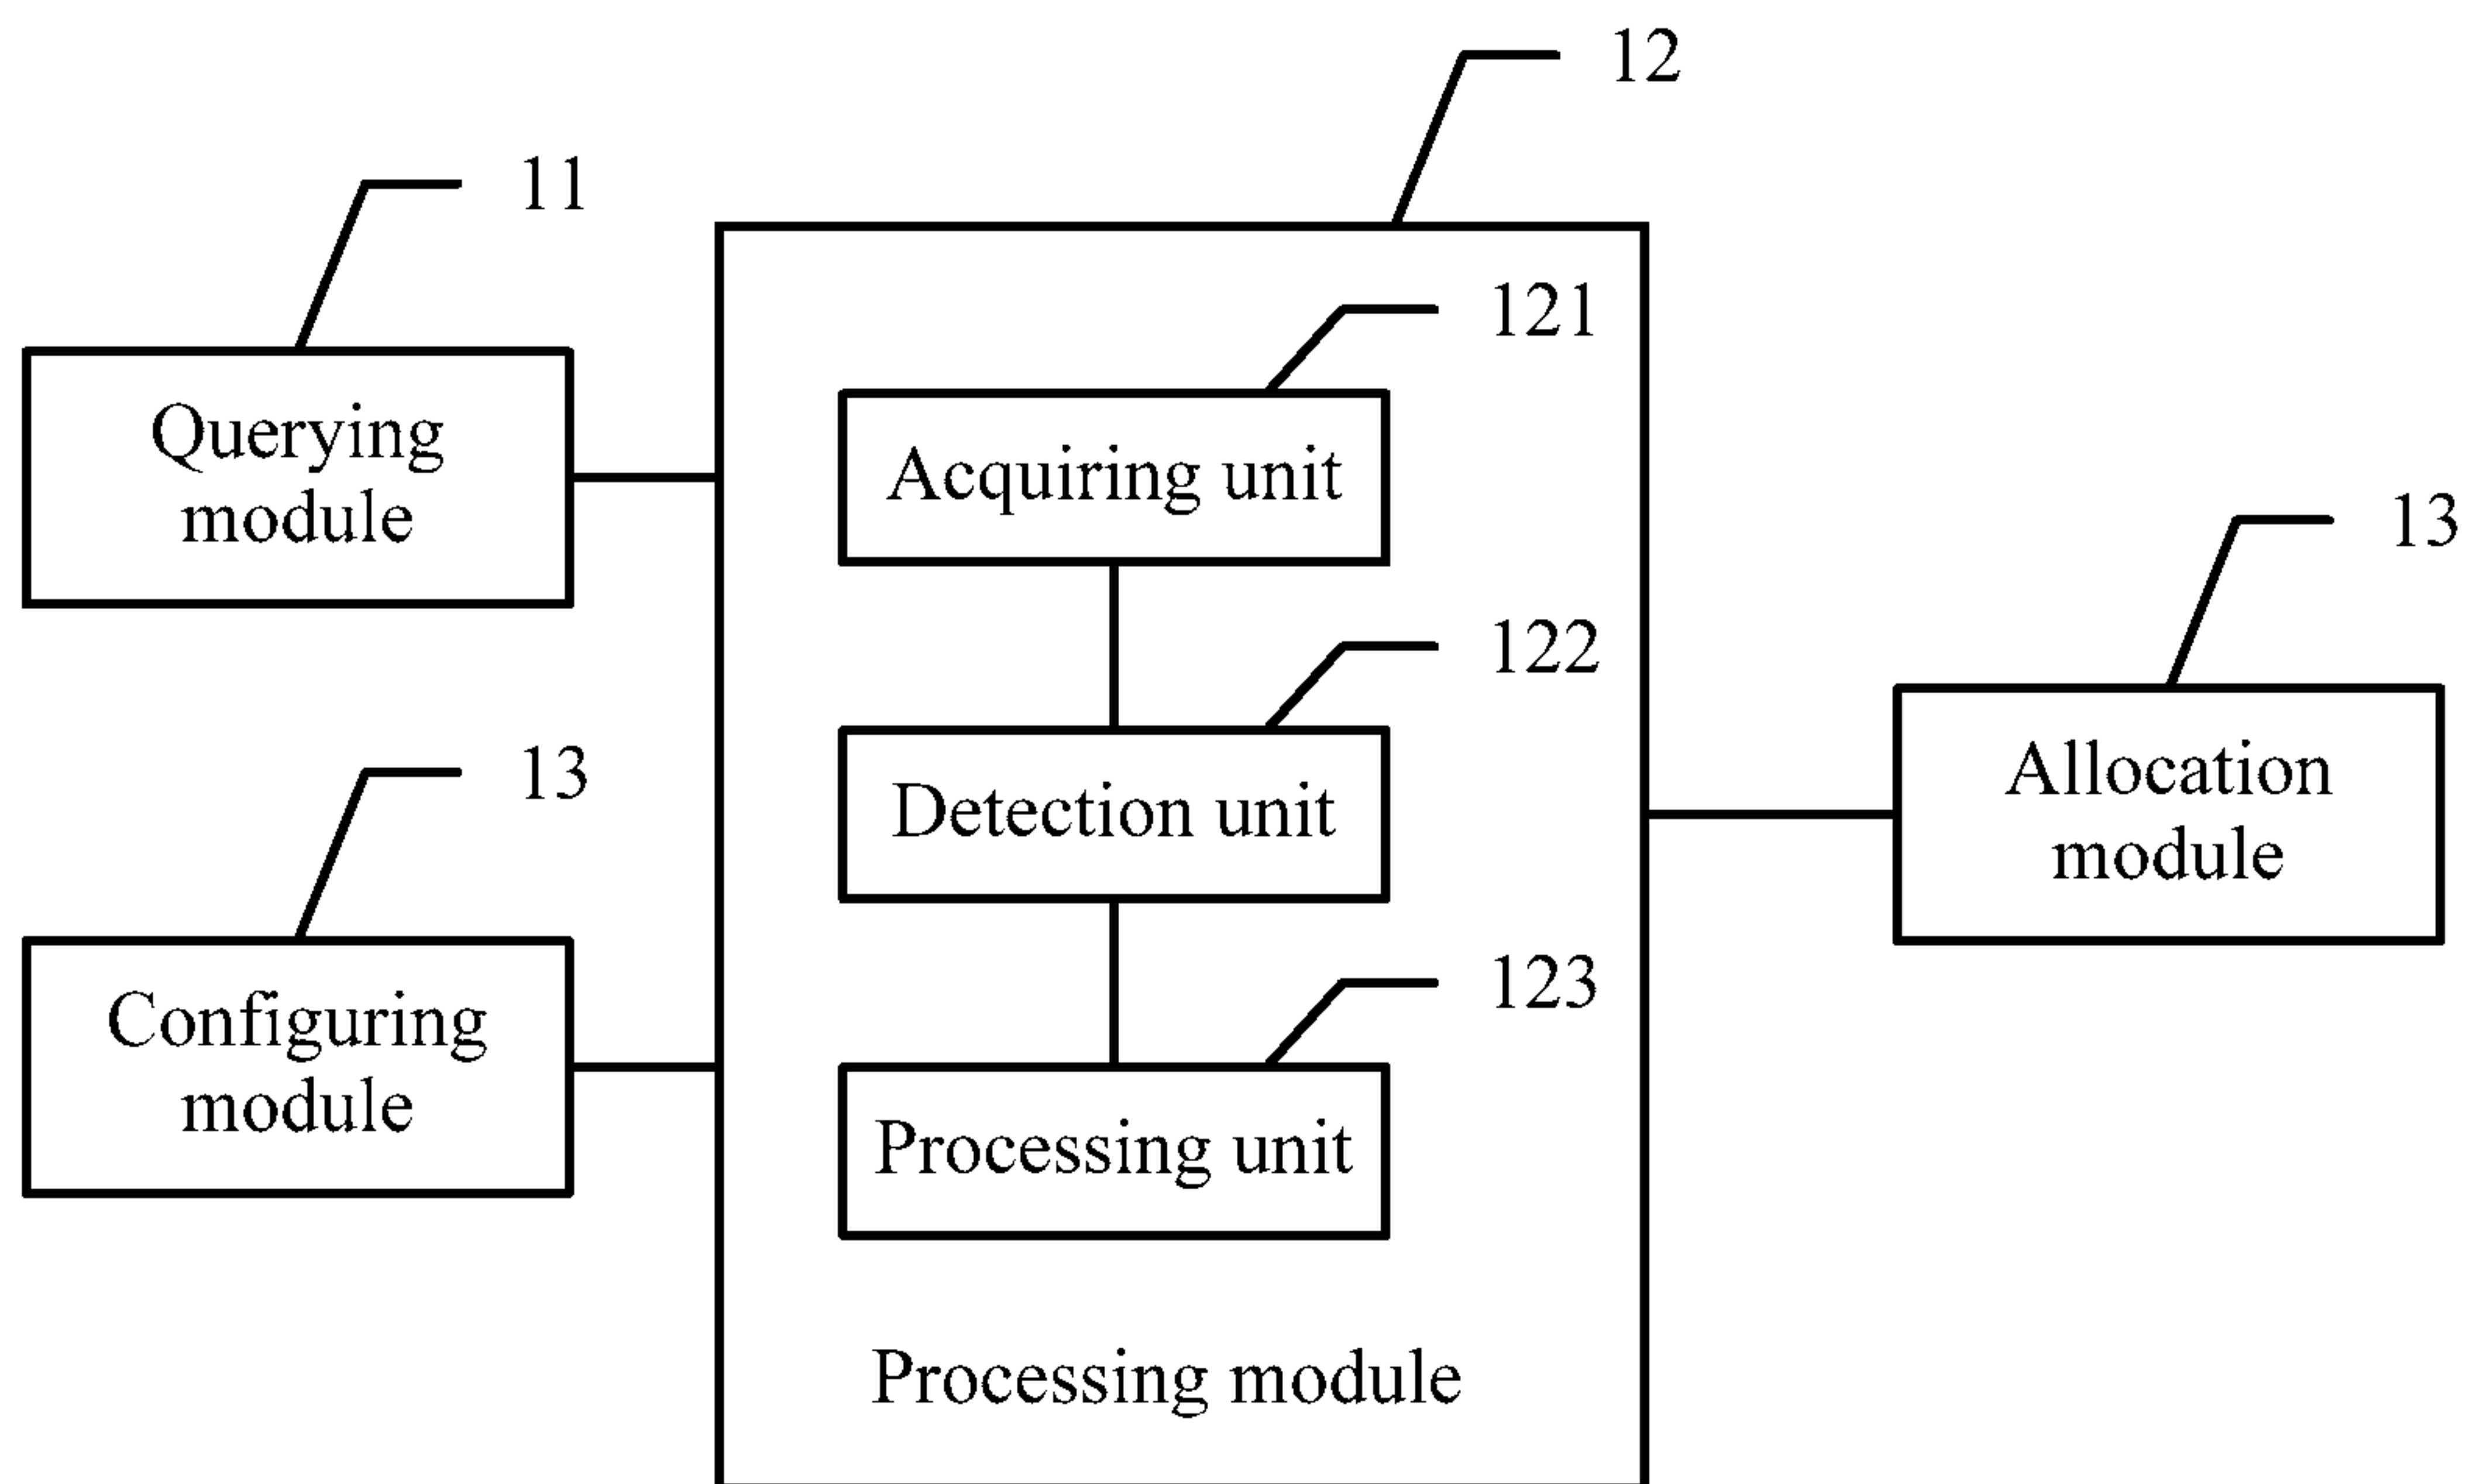 12
11
121
Querying
module
Acquiring unit
13
122
13
Allocation
module
Detection unit
123
Configuring
module
Processing unit
Processing module